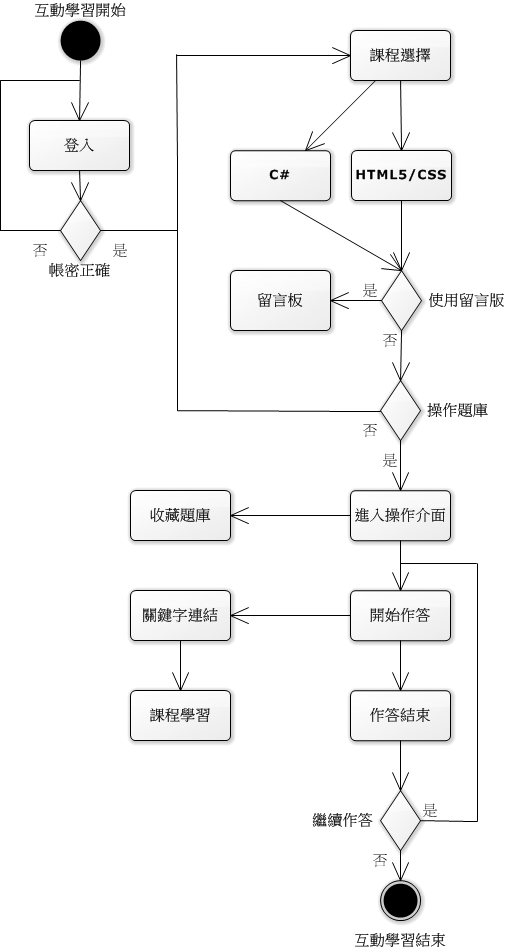 互動學習開始
課程選擇
登入
C#
HTML5/CSS
否
是
帳密正確
留言板
是
使用留言版
否
操作題庫
否
是
收藏題庫
進入操作介面
關鍵字連結
開始作答
課程學習
作答結束
繼續作答
是
否
互動學習結束